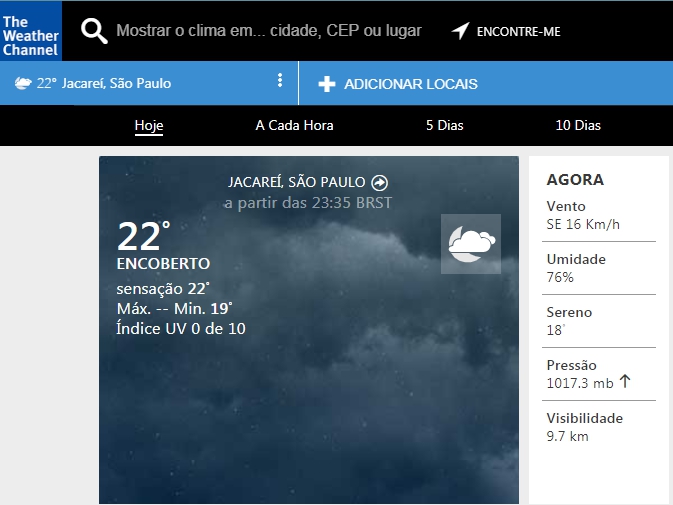 The
Weather
Channel
Mostrar o clima em... cidade, CEP ou lugar
ENCONTRE-ME
22° Jacareí, São Paulo
ADICIONAR LOCAIS
Hoje
A Cada Hora
5 Dias
10 Dias
JACAREÍ, SÃO PAULO
a partir das 23:35 BRST
22°
ENCOBERTO
sensação 22°
Máx. -- Min. 19°
Índice UV 0 de 10
AGORA
Vento
SE 16 Km/h
Umidade
76%
Sereno
18°
Pressão
1017.3 mb ↑
Visibilidade
9.7 km